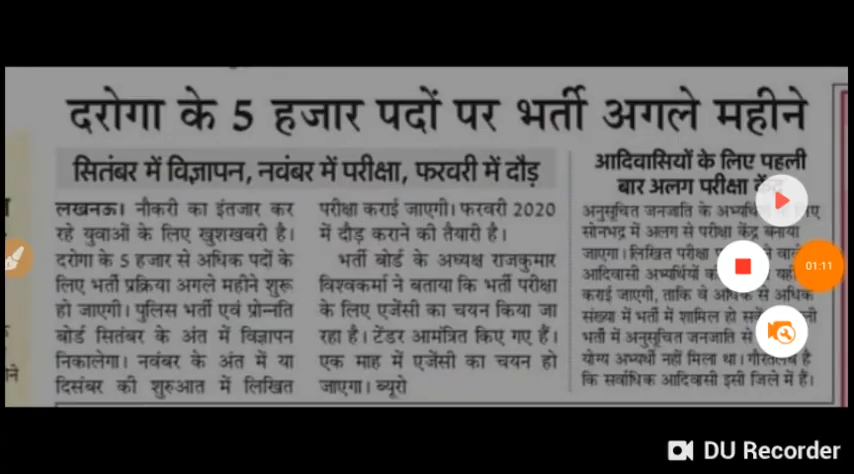 दरोगा के 5 हजार पदों पर भर्ती अगले महीने
सितंबर में विज्ञापन, नवंबर में परीक्षा, फरवरी में दौड़
लखनऊ। नौकरी का इंतजार कर
रहे युवाओं के लिए खुशखबरी है।
दरोगा के 5 हजार से अधिक पदों के
लिए भर्ती प्रक्रिया अगले महीने शुरू
हो जाएगी। पुलिस भर्ती एवं प्रोन्नति
बोर्ड सितंबर के अंत में विज्ञापन
निकालेगा। नवंबर के अंत में या
दिसंबर की शुरुआत में लिखित
परीक्षा कराई जाएगी। फरवरी 2020
में दौड़ कराने की तैयारी है।
भर्ती बोर्ड के अध्यक्ष राजकुमार
विश्वकर्मा ने बताया कि भर्ती परीक्षा
के लिए एजेंसी का चयन किया जा
रहा है। टेंडर आमंत्रित किए गए हैं।
एक माह में एजेंसी का चयन हो
जाएगा। ब्यूरो
आदिवासियों के लिए पहली
बार अलग परीक्षा
अनुसूचित जनजाति के
सोनभद्र में अलग से परीक्षा केंद्र बनाया
जाएगा। लिखित परीक्षा
आदिवासी अभ्यर्थियों
कराई जाएगी, ताकि वे अधिक से अधिक
संख्या में भर्ती में शामिल हो
भर्ती में अनुसूचित जनजाति से
योग्य अभ्यर्थी नहीं मिला था। गौरतलब है
कि सर्वाधिक आदिवासी इसी जिले में हैं।
01:11
DU Recorder